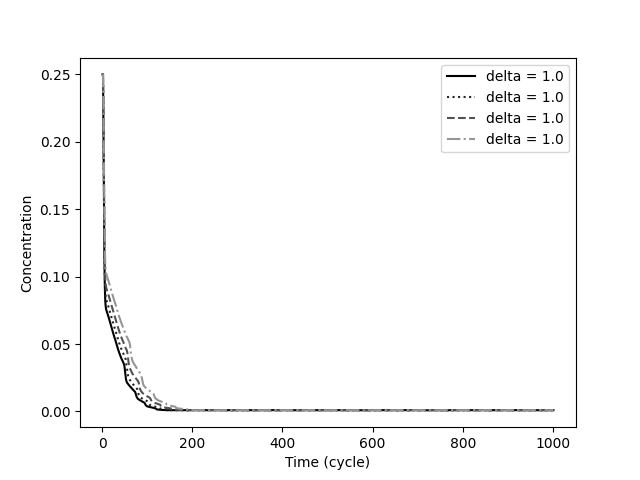 0.25
0.20
0.15
0.10
0.05
0.00
Concentration
0
200
400
600
800
1000
Time (cycle)
delta = 1.0
delta = 1.0
delta = 1.0
delta = 1.0